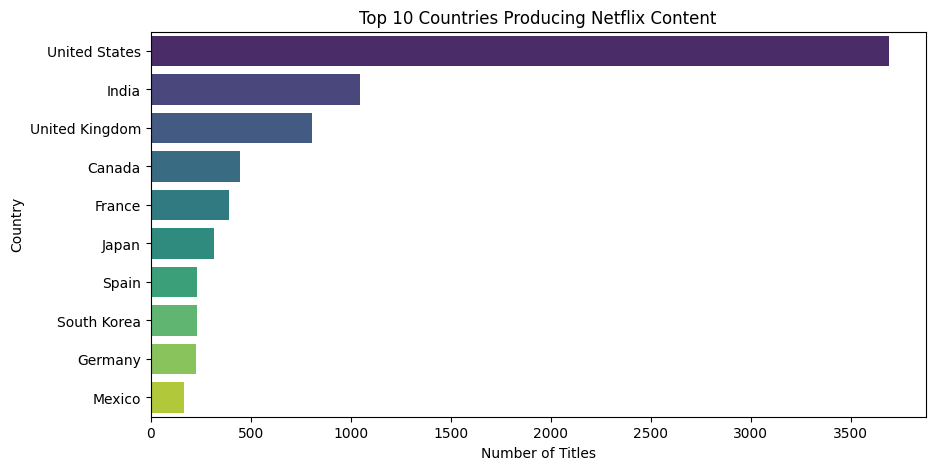 Top 10 Countries Producing Netflix Content
Country
United States
India
United Kingdom
Canada
France
Japan
Spain
South Korea
Germany
Mexico
0 500 1000 1500 2000 2500 3000 3500
Number of Titles